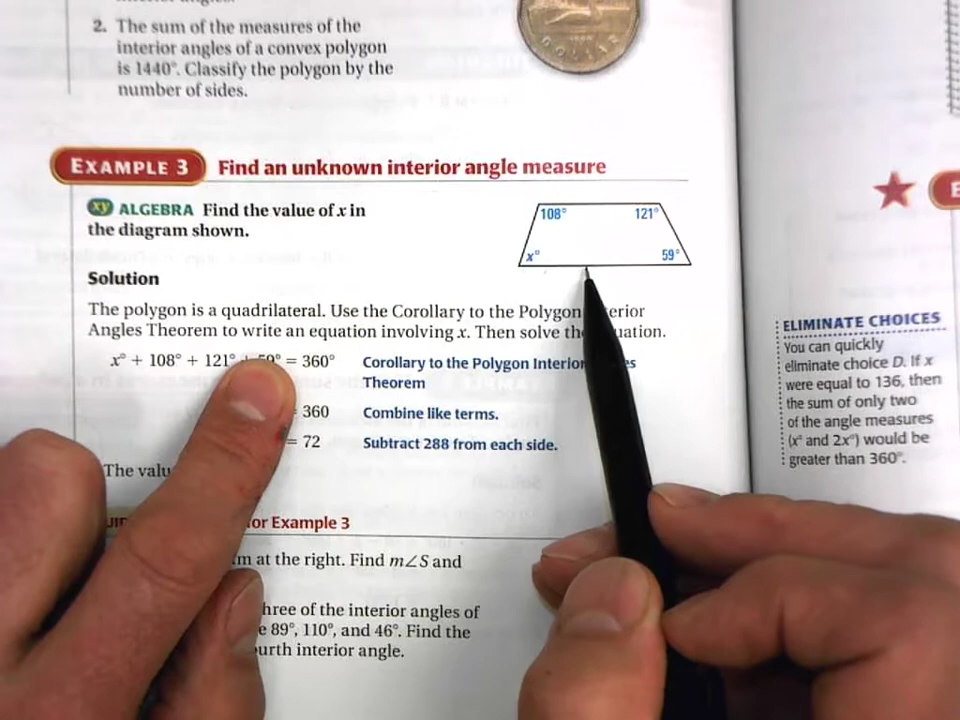 2. The sum of the measures of the
interior angles of a convex polygon
is 1440°. Classify the polygon by the
number of sides.
DOLLAR
EXAMPLE 3 Find an unknown interior angle measure
xy ALGEBRA Find the value of x in
the diagram shown.
108° 121°
x° 59°
Solution
The polygon is a quadrilateral. Use the Corollary to the Polygon
Angles Theorem to write an equation involving x. Then solve
x° + 108° + 121° + 59° = 360° Corollary to the Polygon Interior
Theorem
360 Combine like terms.
= 72 Subtract 288 from each side.
The
for Example 3
at the right. Find m∠S and
three of the interior angles of
89°, 110°, and 46°. Find the
fourth interior angle.
ELIMINATE CHOICES
You can quickly
eliminate choice D. If x
were equal to 136, then
the sum of only two
of the angle measures
(x° and 2x°) would be
greater than 360°.